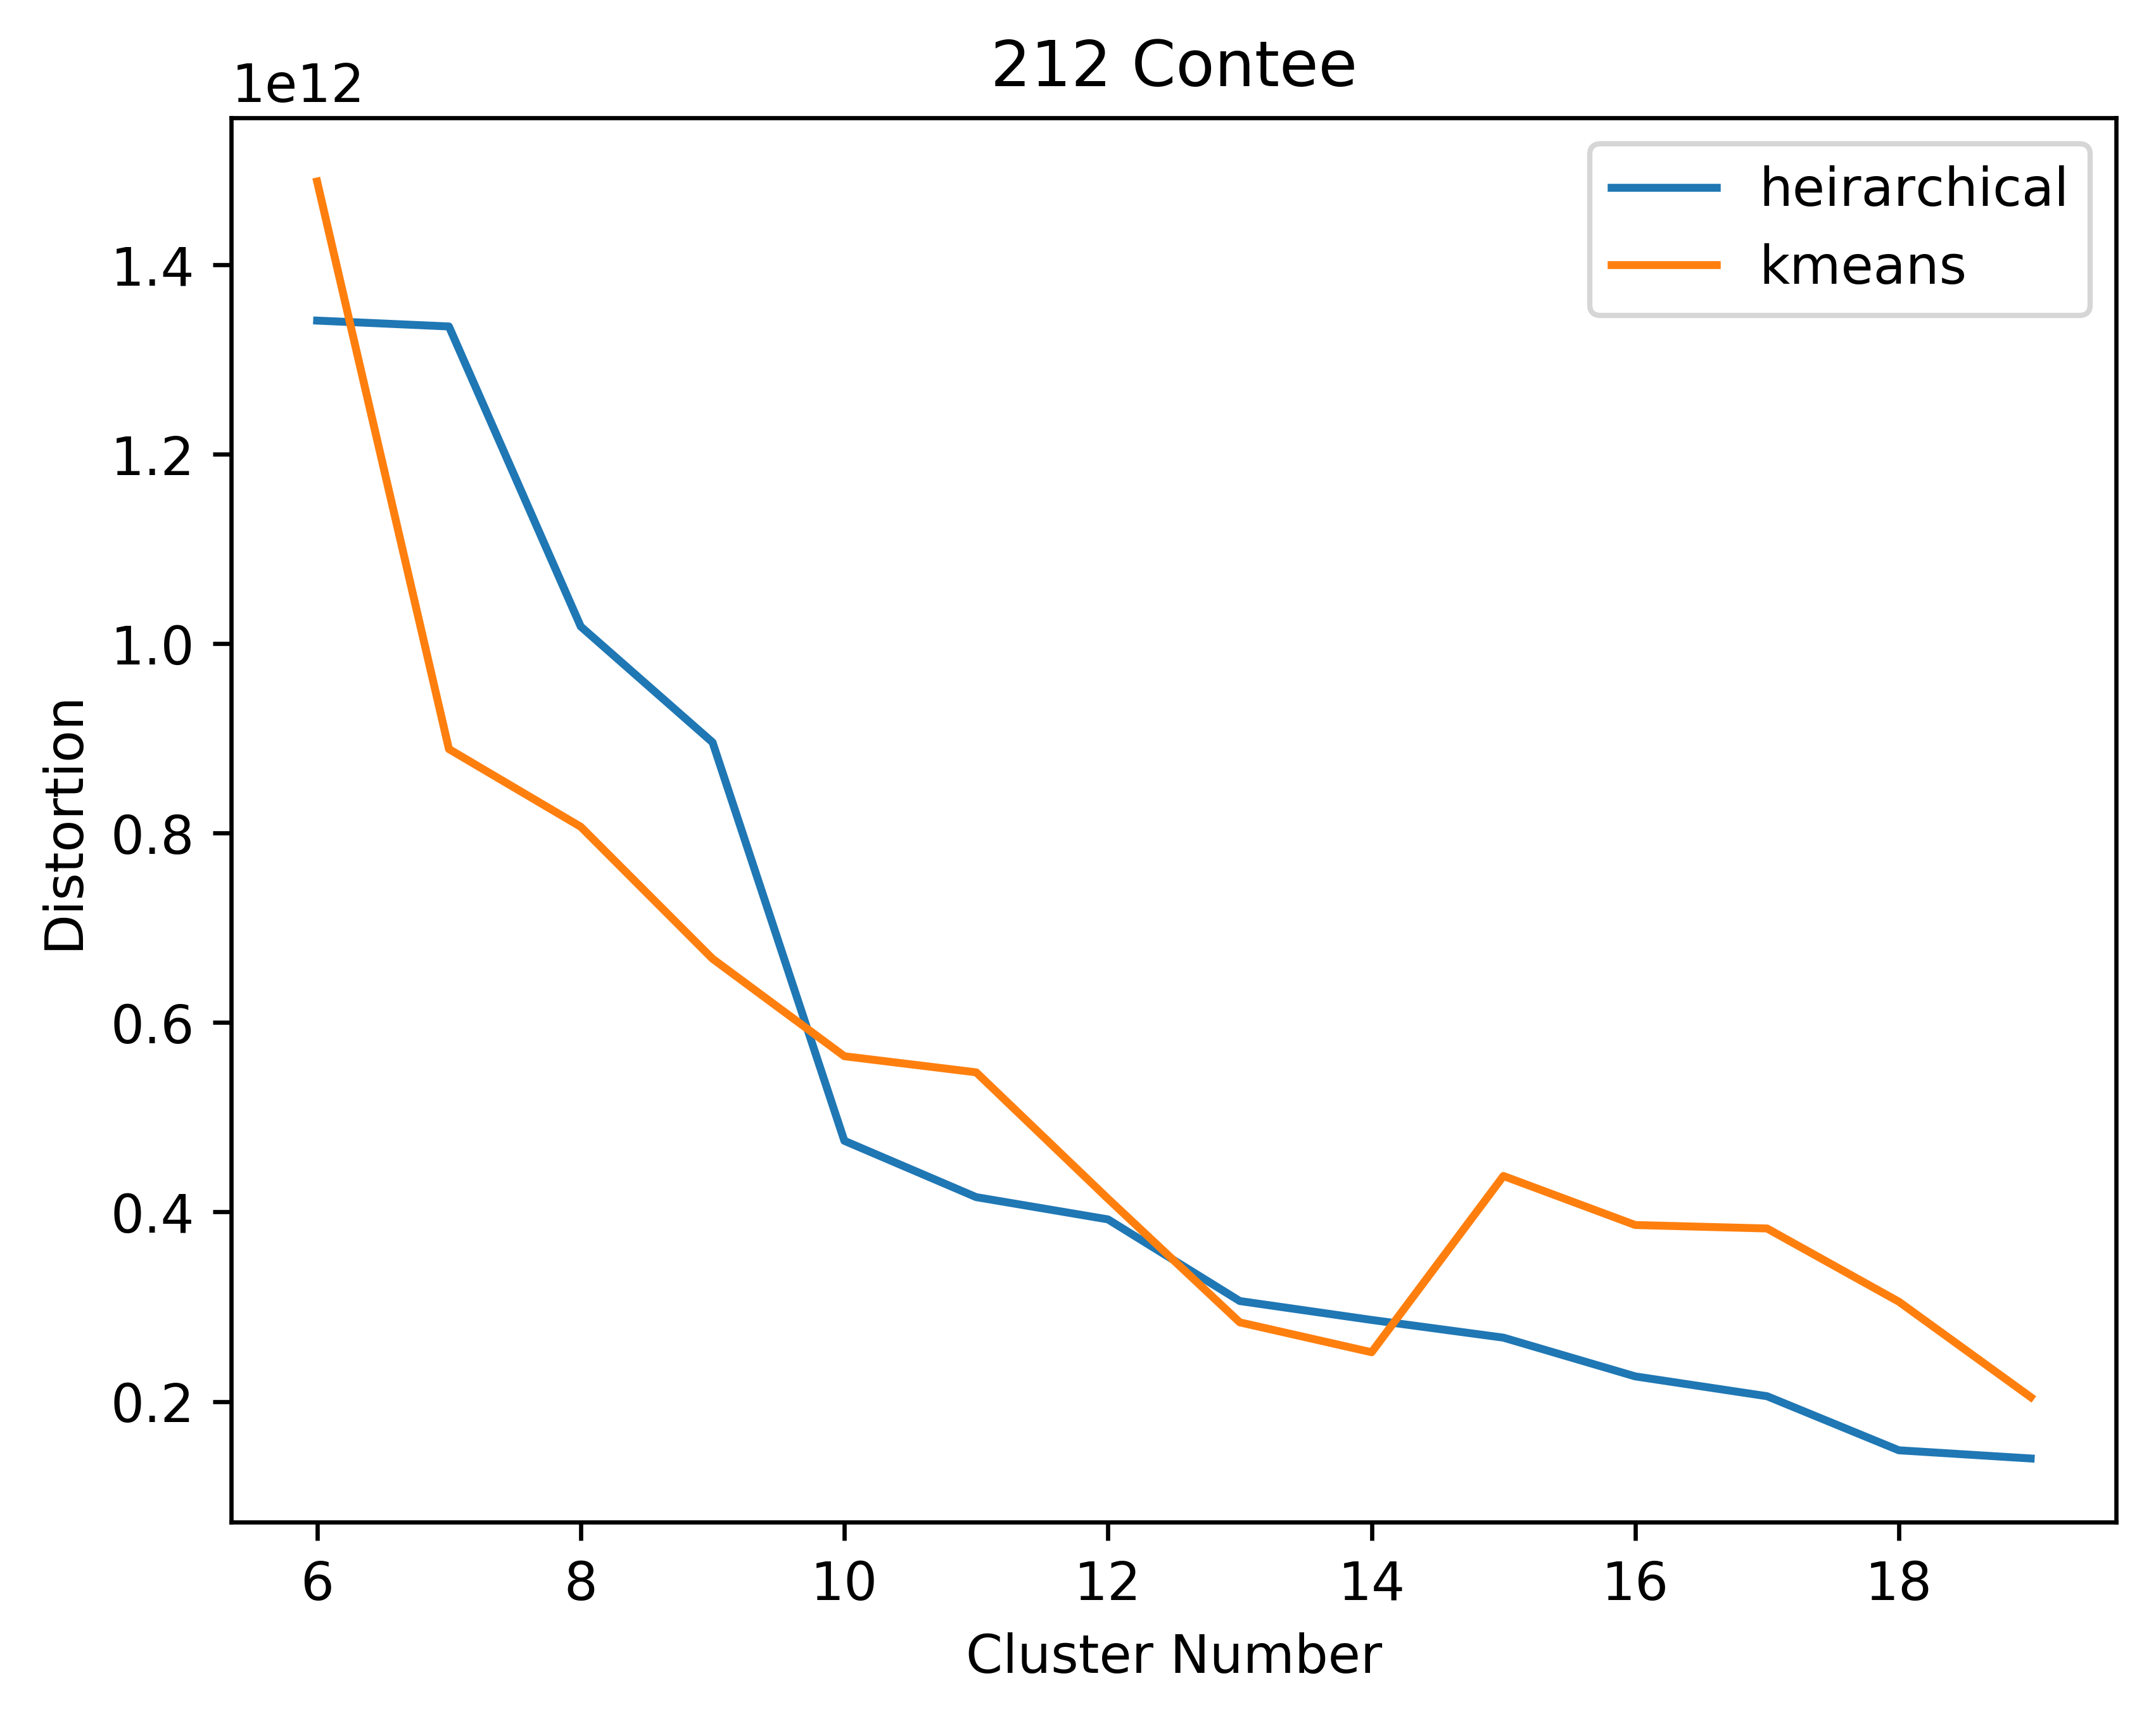 212 Contee
1e12
heirarchical
kmeans
1.4
1.2
1.0
0.8
0.6
0.4
0.2
Distortion
6 8 10 12 14 16 18
Cluster Number